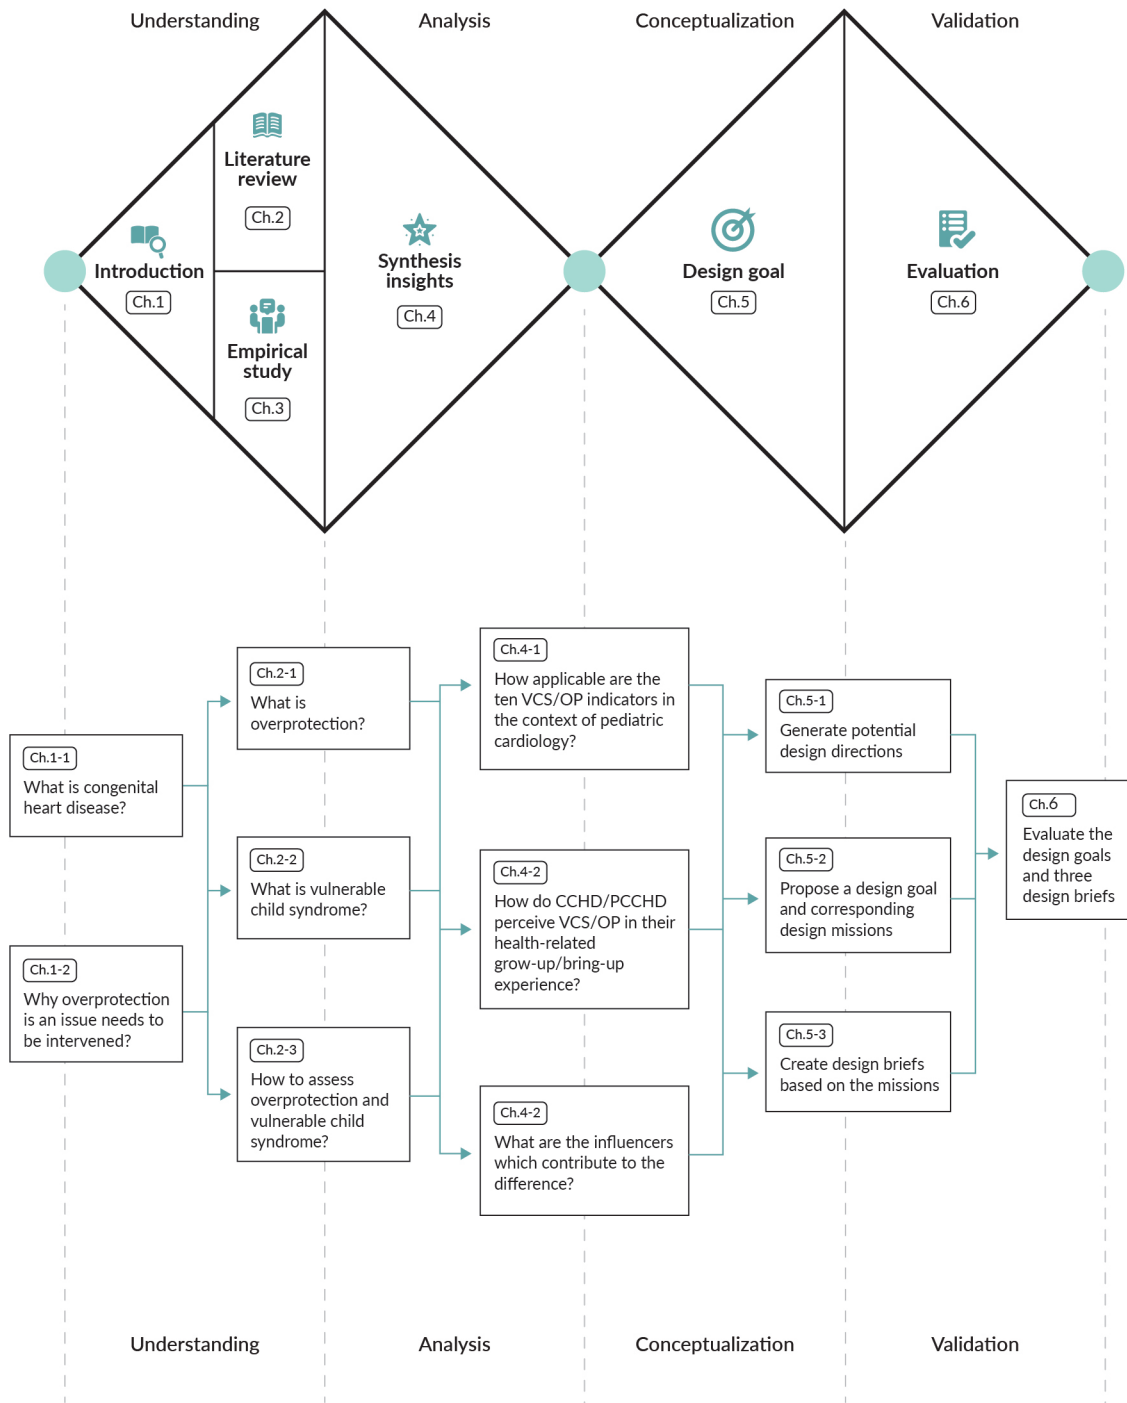 Understanding
Analysis
Conceptualization
Validation
Literature
review
Ch.2
Introduction
Ch.1
Empirical
study
Ch.3
Synthesis
insights
Ch.4
Design goal
Ch.5
Evaluation
Ch.6
Ch.1-1
What is congenital
heart disease?
Ch.1-2
Why overprotection
is an issue needs to
be intervened?
Ch.2-1
What is
overprotection?
Ch.2-2
What is vulnerable
child syndrome?
Ch.2-3
How to assess
overprotection and
vulnerable child
syndrome?
Ch.4-1
How applicable are the
ten VCS/OP indicators in
the context of pediatric
cardiology?
Ch.4-2
How do CCHD/PCCHD
perceive VCS/OP in their
health-related
grow-up/bring-up
experience?
Ch.4-2
What are the influencers
which contribute to the
difference?
Ch.5-1
Generate potential
design directions
Ch.5-2
Propose a design goal
and corresponding
design missions
Ch.5-3
Create design briefs
based on the missions
Ch.6
Evaluate the
design goals
and three
design briefs
Understanding
Analysis
Conceptualization
Validation